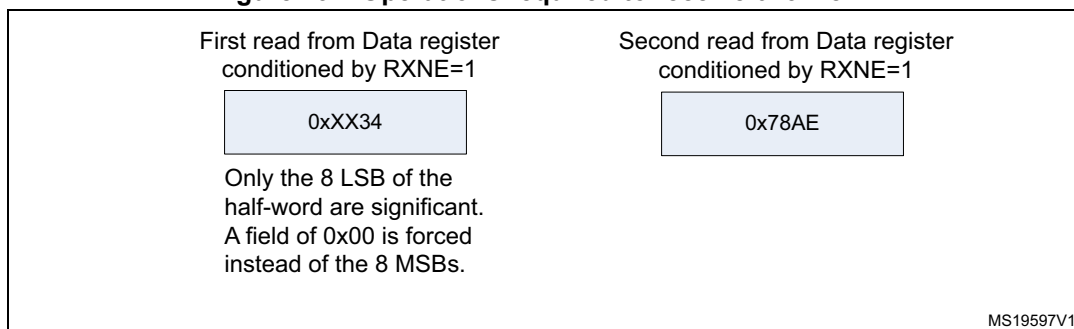 First read from Data register
conditioned by RXNE=1
0xXX34
Only the 8 LSB of the
half-word are significant.
A field of 0x00 is forced
instead of the 8 MSBs.
Second read from Data register
conditioned by RXNE=1
0x78AE
MS19597V1